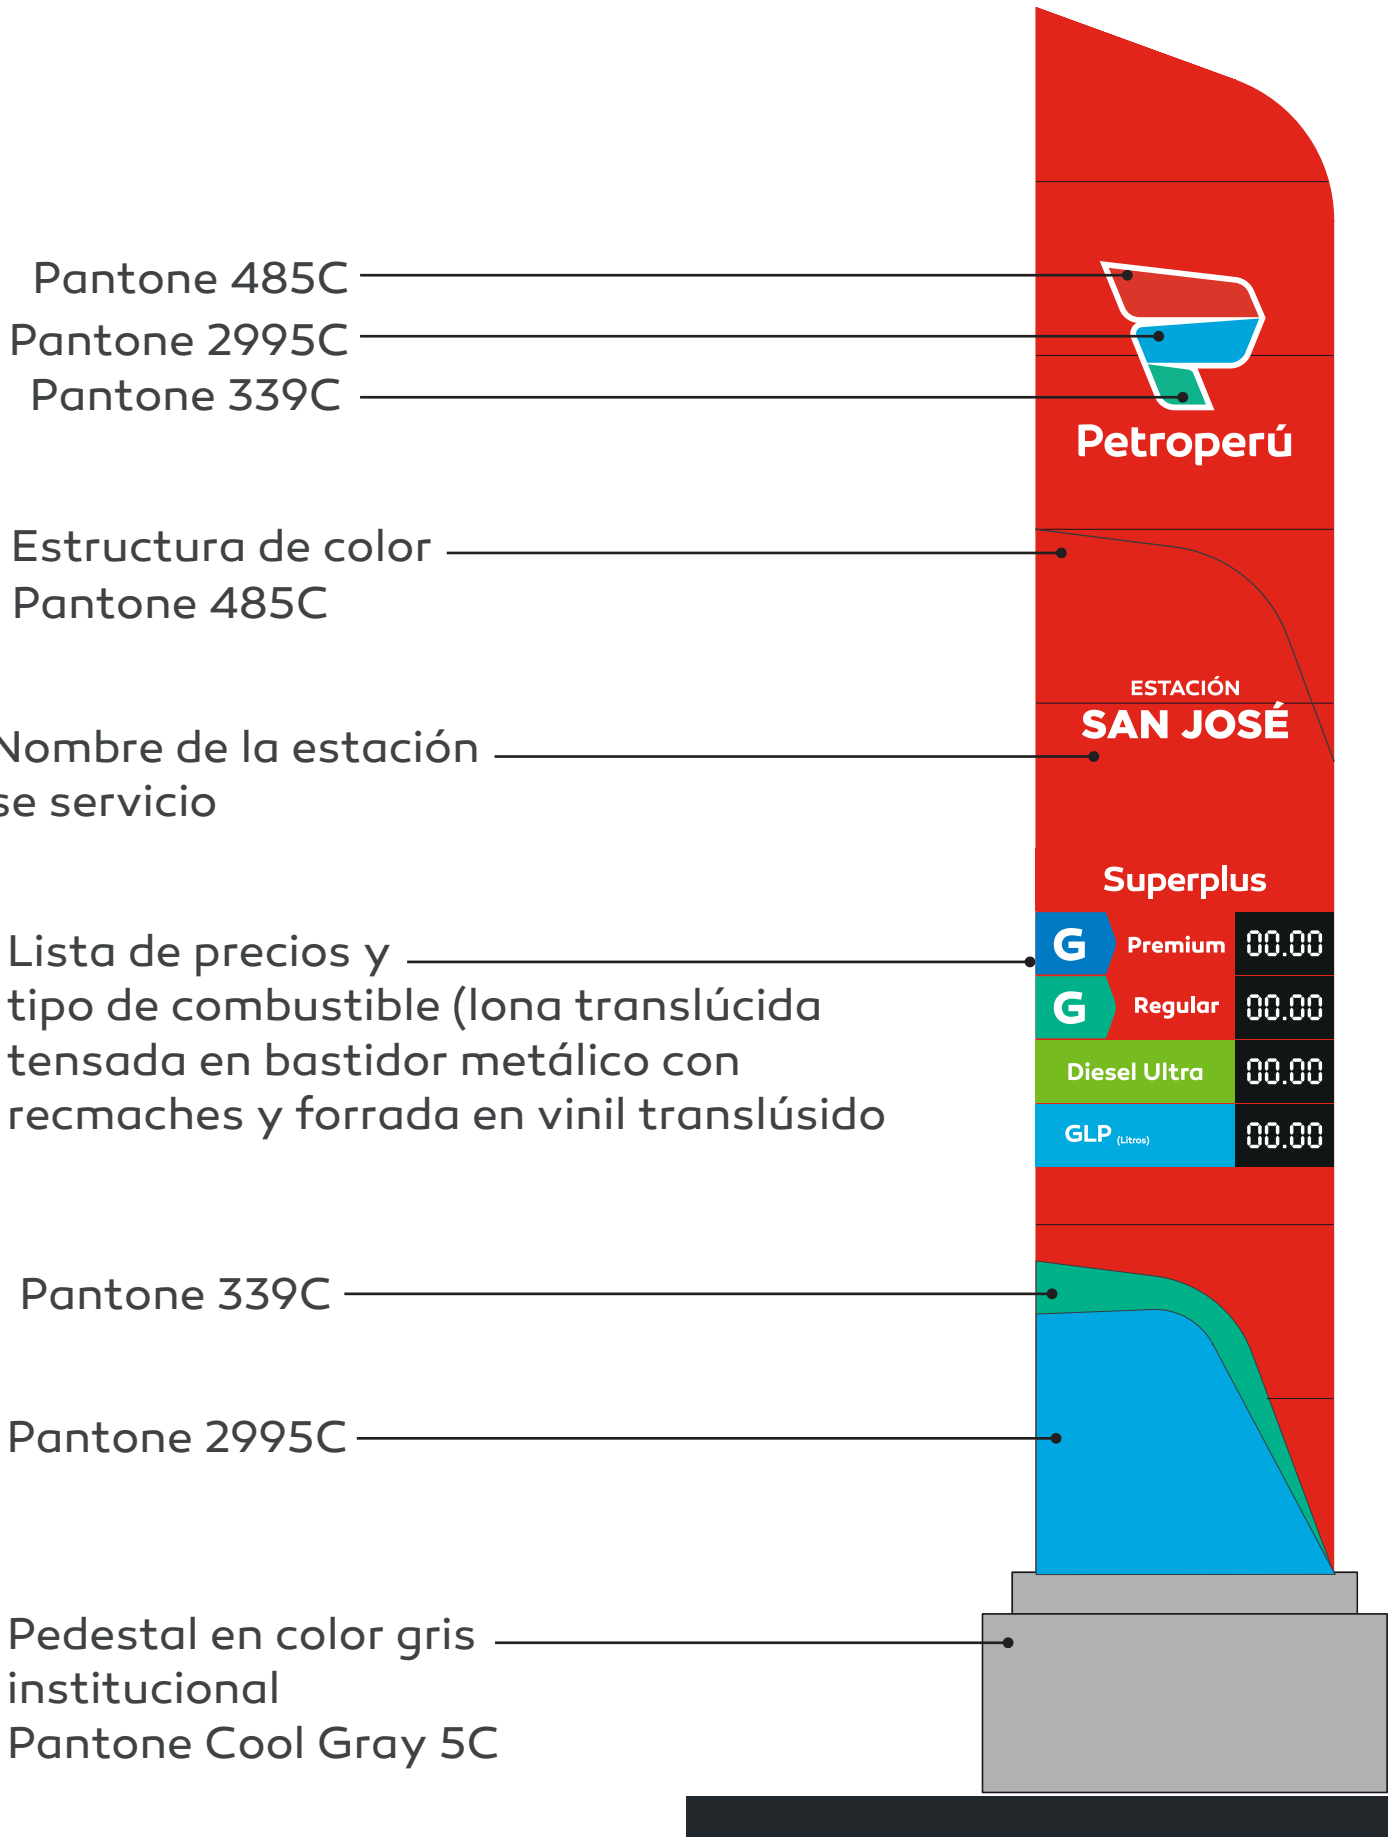 Pantone 485C
Pantone 2995C
Pantone 339C
Petroperú
Estructura de color
Pantone 485C
ESTACIÓN
SAN JOSÉ
Nombre de la estación
se servicio
Superplus
G Premium 00.00
G Regular 00.00
Diesel Ultra 00.00
GLP (Litros) 00.00
Lista de precios y
tipo de combustible (lona translúcida
tensada en bastidor metálico con
recmaches y forrada en vinil translúsido
Pantone 339C
Pantone 2995C
Pedestal en color gris
institucional
Pantone Cool Gray 5C